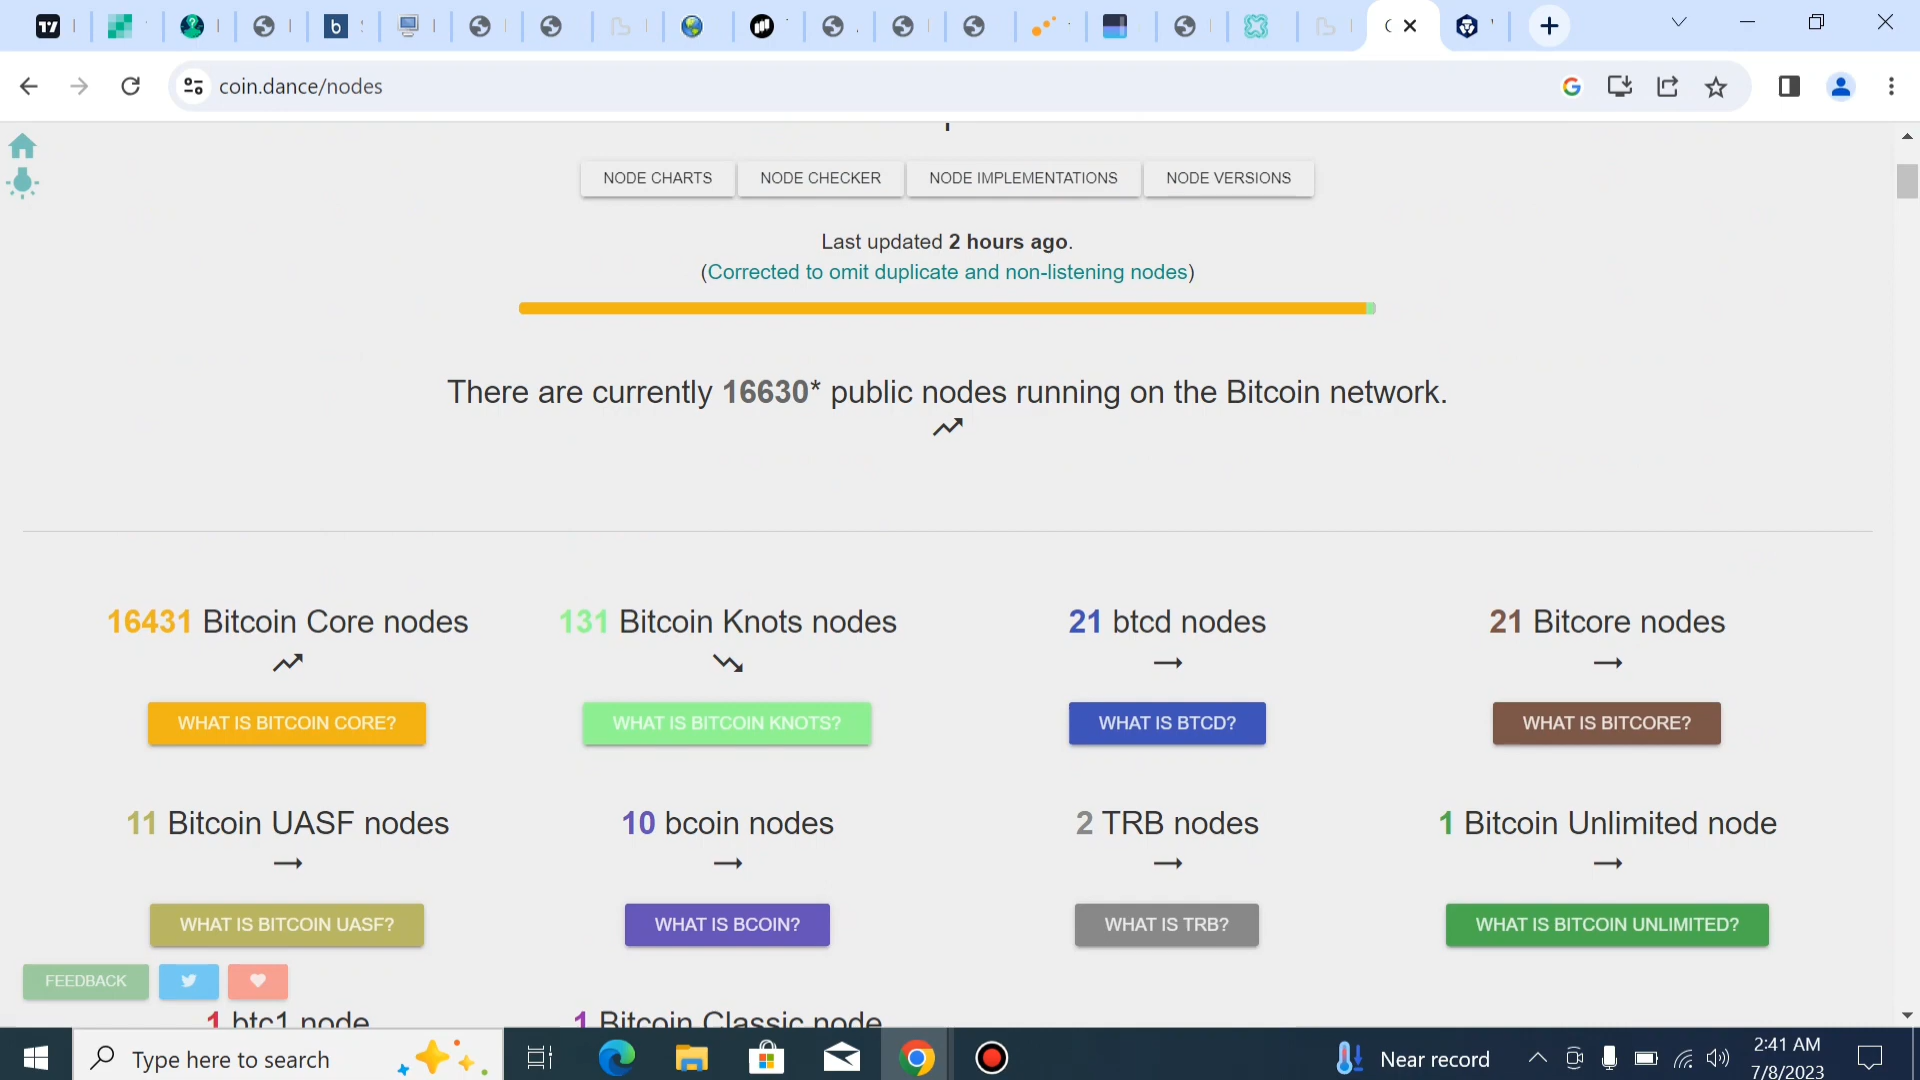 coin.dance/nodes
NODE CHARTS NODE CHECKER NODE IMPLEMENTATIONS NODE VERSIONS
Last updated 2 hours ago.
(Corrected to omit duplicate and non-listening nodes)
There are currently 16630* public nodes running on the Bitcoin network.
16431 Bitcoin Core nodes 131 Bitcoin Knots nodes 21 btcd nodes 21 Bitcore nodes
WHAT IS BITCOIN CORE? WHAT IS BITCOIN KNOTS? WHAT IS BTCD? WHAT IS BITCORE?
11 Bitcoin UASF nodes 10 bcoin nodes 2 TRB nodes 1 Bitcoin Unlimited node
WHAT IS BITCOIN UASF? WHAT IS BCOIN? WHAT IS TRB? WHAT IS BITCOIN UNLIMITED?
FEEDBACK
1 btc1 node 1 Bitcoin Classic node
Type here to search Near record 2:41 AM
7/8/2023